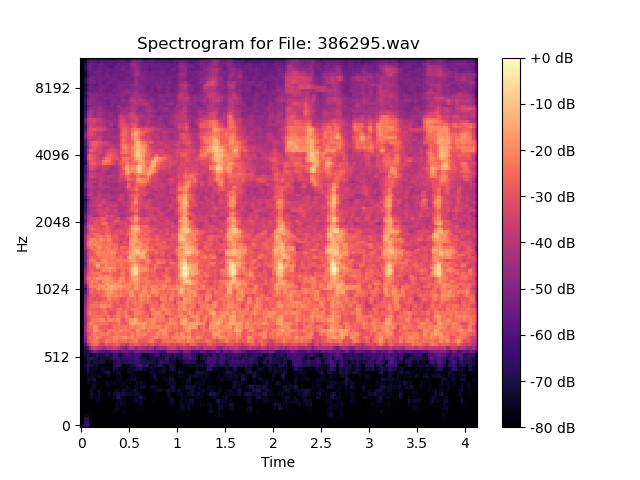 Spectrogram for File: 386295.wav
+0 dB
8192
-10 dB
4096
-20 dB
-30 dB
2048
Hz
-40 dB
1024
-50 dB
512
-60 dB
-70 dB
0
-80 dB
0 0.5 1 1.5 2 2.5 3 3.5 4
Time